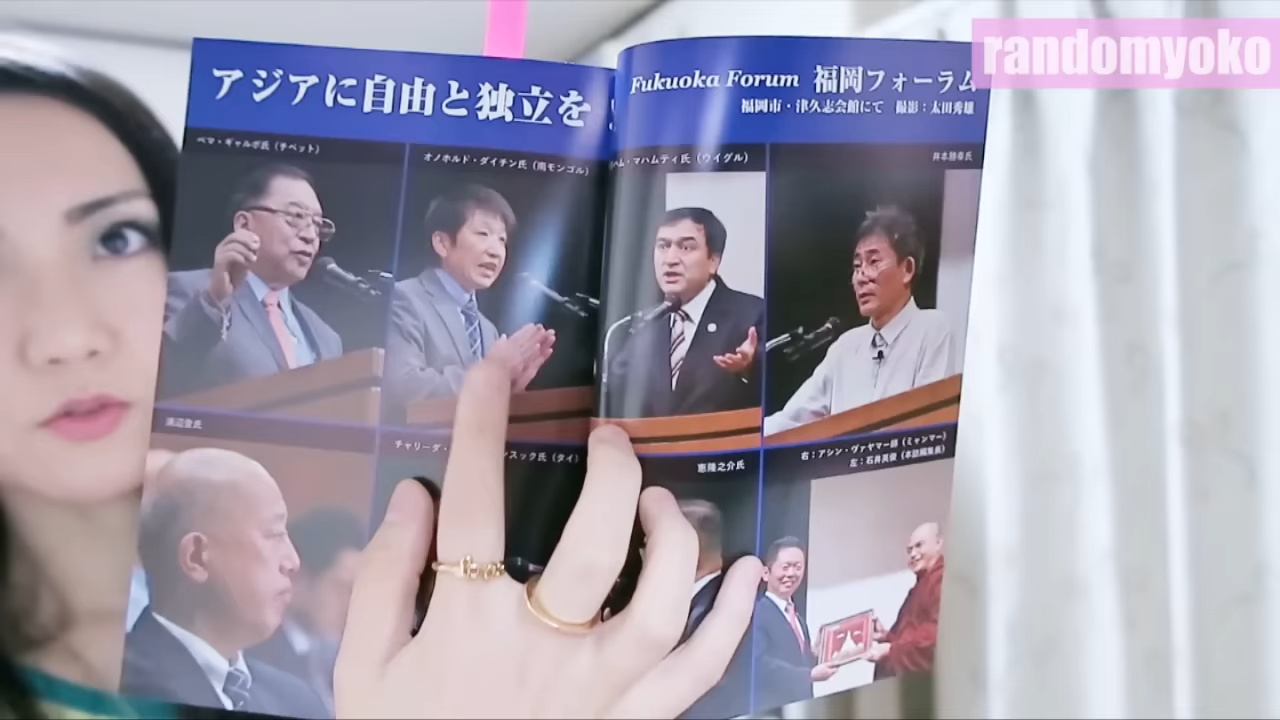 randomyoko
アジアに自由と独立を
Fukuoka Forum 福岡フォーラム
福岡市・津久志会館にて 撮影:太田秀雄
ペマ・ギャルポ氏(チベット)
オノホルド・ダイチン氏(南モンゴル)
ハム・マハムティ氏(ウイグル)
井本勝幸氏
渡辺登氏
チャリーダ・
ンスック氏(タイ)
恵隆之介氏
右:アシン・ヴァヤマー師(ミャンマー)
左:石井英俊(本誌編集長)